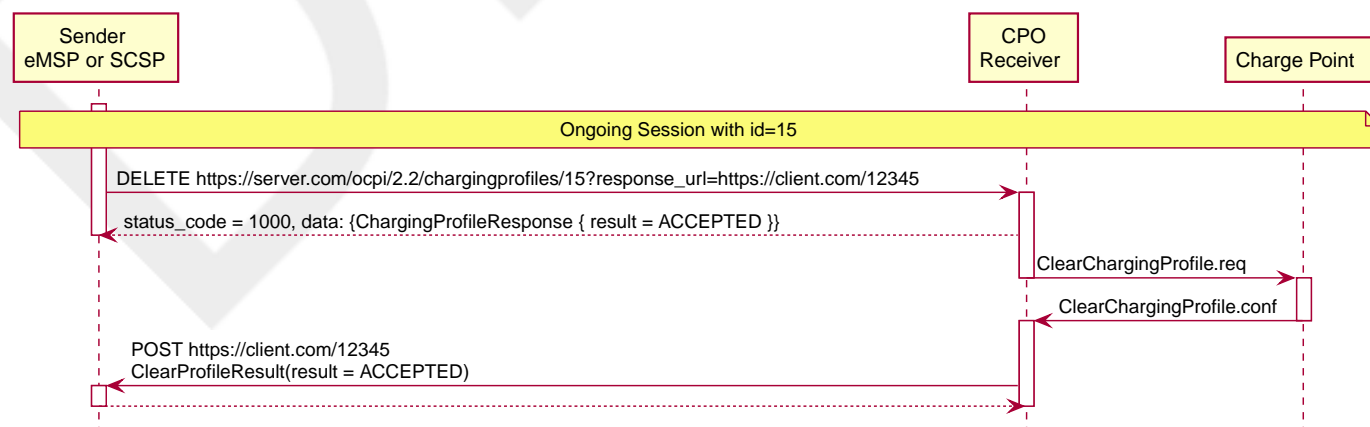 Sender
eMSP or SCSP
CPO
Receiver
Charge Point
Ongoing Session with id=15
DELETE https://server.com/ocpi/2.2/chargingprofiles/15?response_url=https://client.com/12345
status_code = 1000, data: {ChargingProfileResponse { result = ACCEPTED }}
ClearChargingProfile.req
ClearChargingProfile.conf
POST https://client.com/12345
ClearProfileResult(result = ACCEPTED)